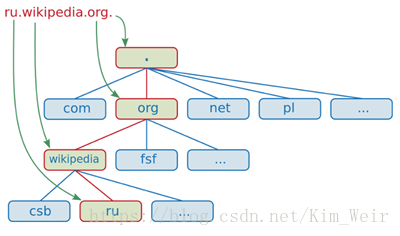 ru.wikipedia.org.
.
com org net pl ...
wikipedia fsf ...
csb ru ...
https://blog.csdn.net/Kim_Weir